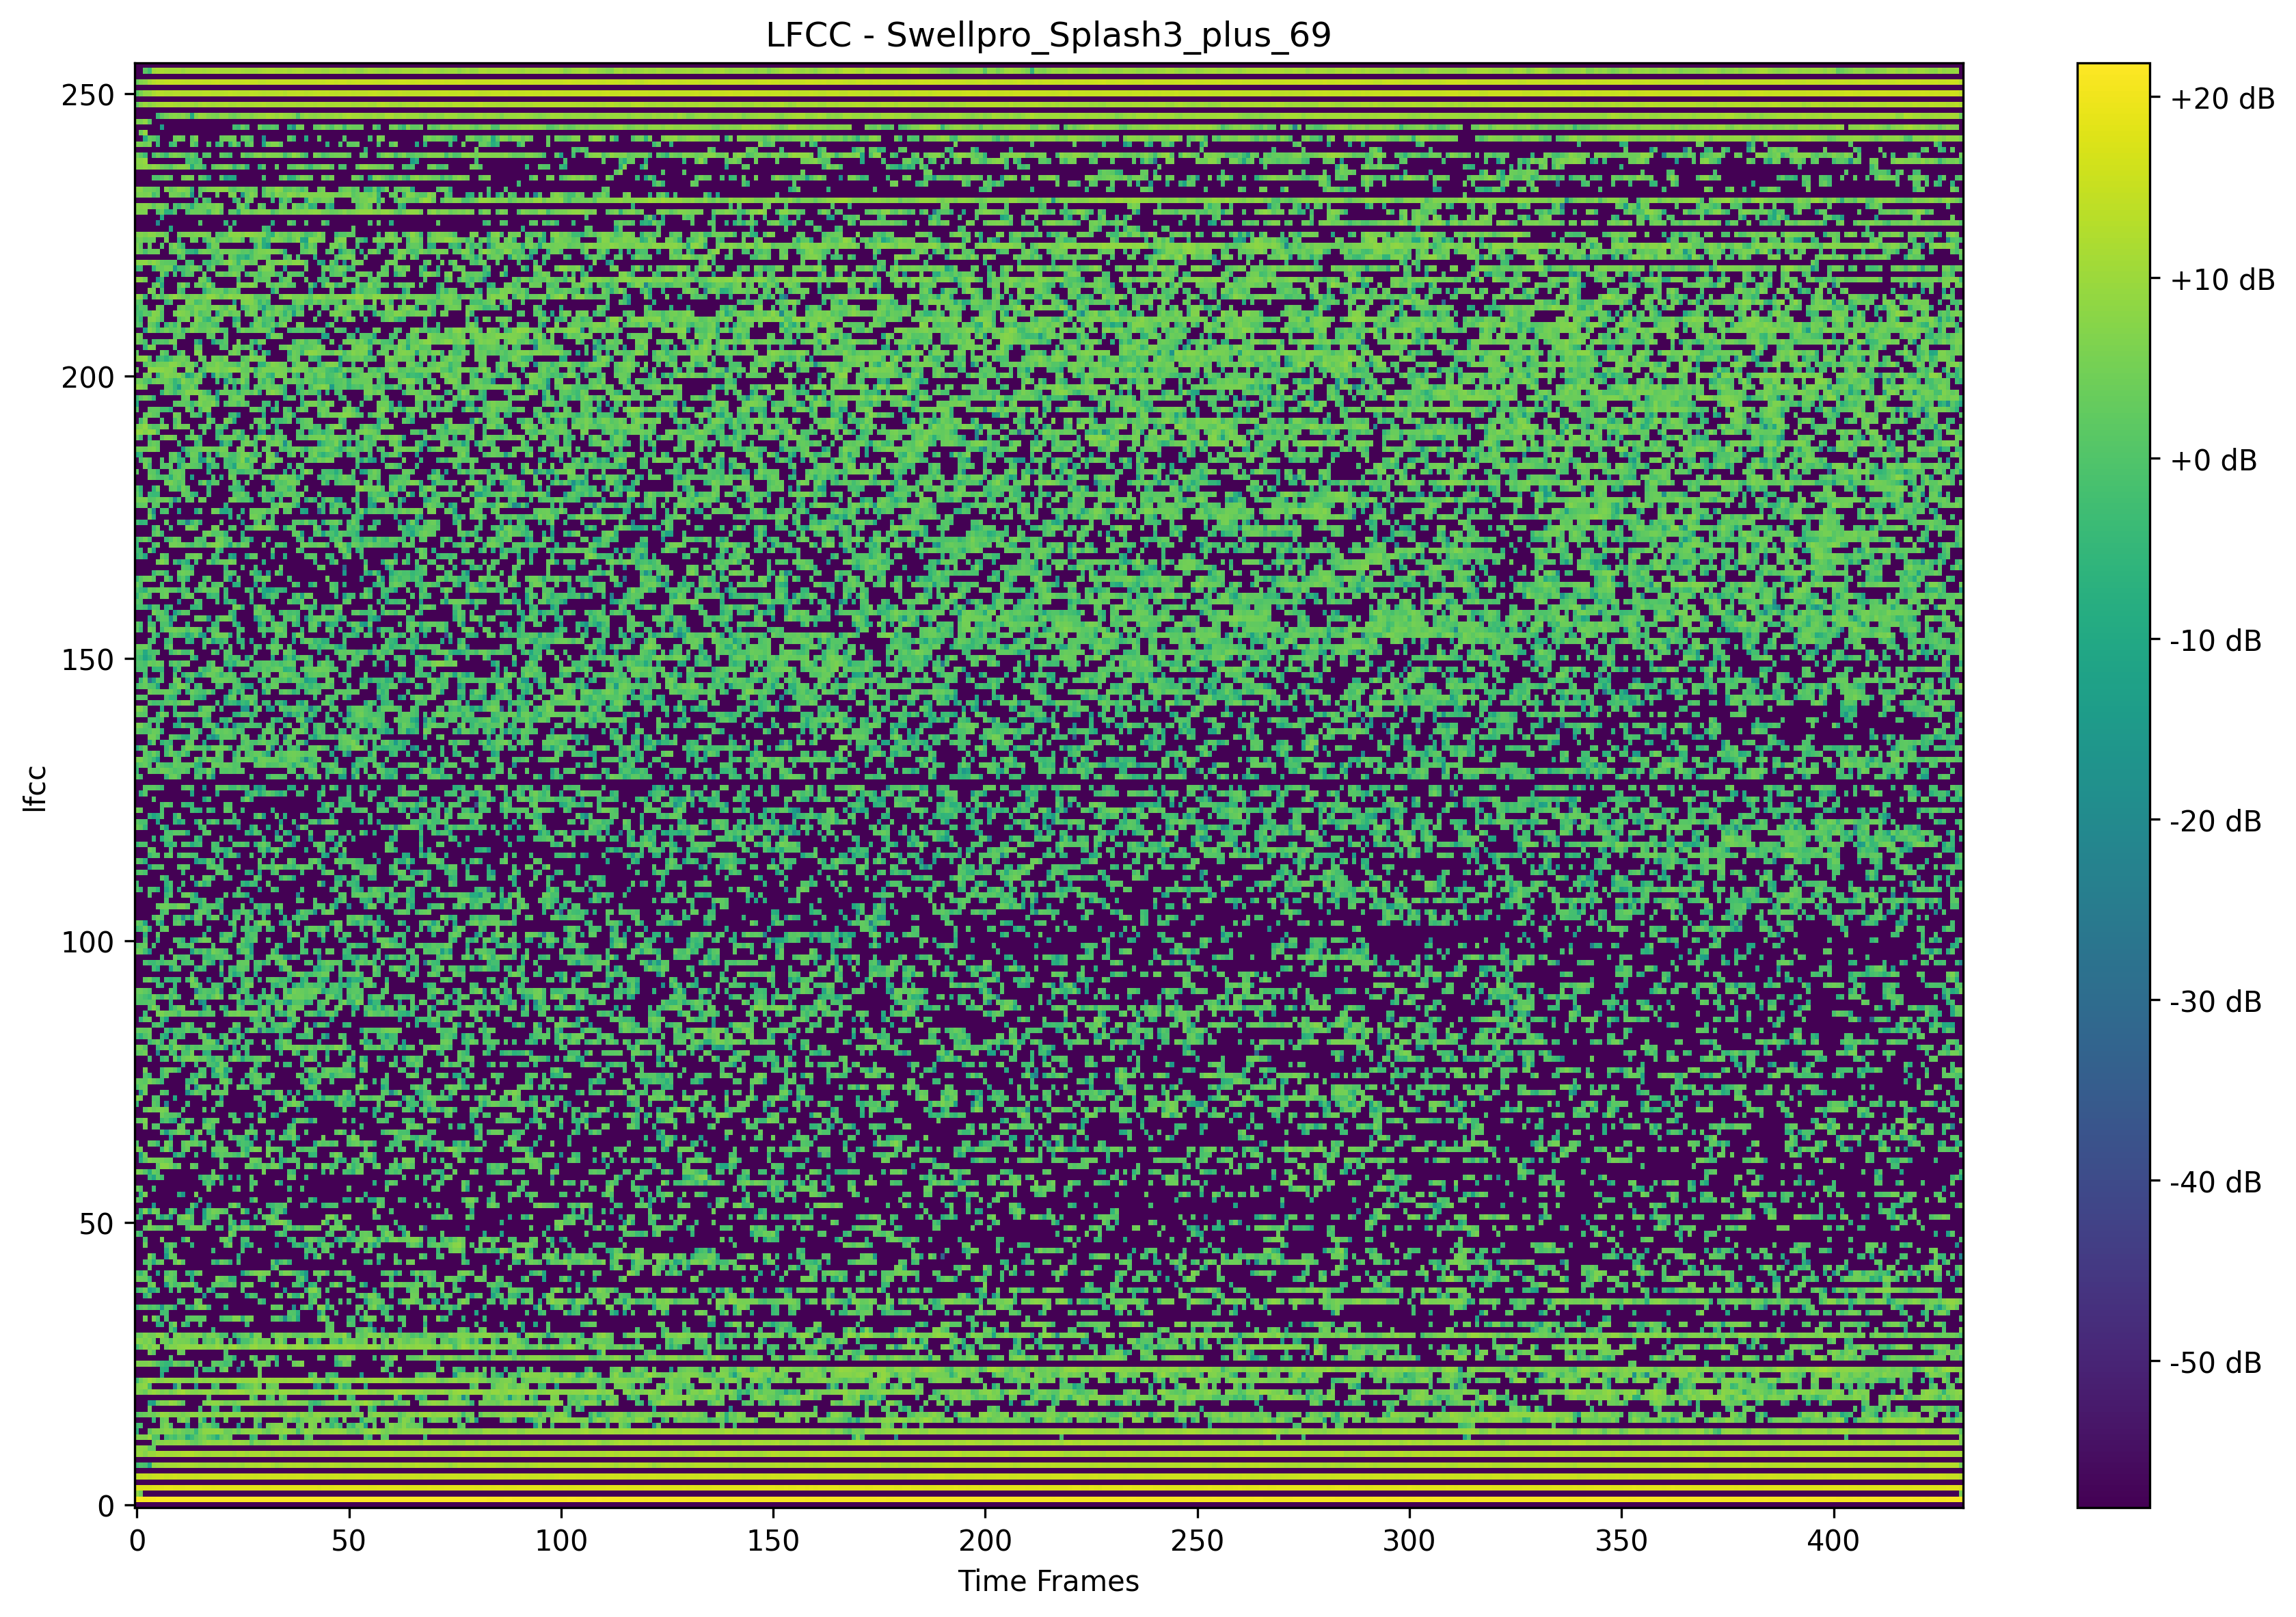 LFCC - Swellpro_Splash3_plus_69
250
200
150
100
50
0
lfcc
0 50 100 150 200 250 300 350 400
Time Frames
+20 dB
+10 dB
+0 dB
-10 dB
-20 dB
-30 dB
-40 dB
-50 dB